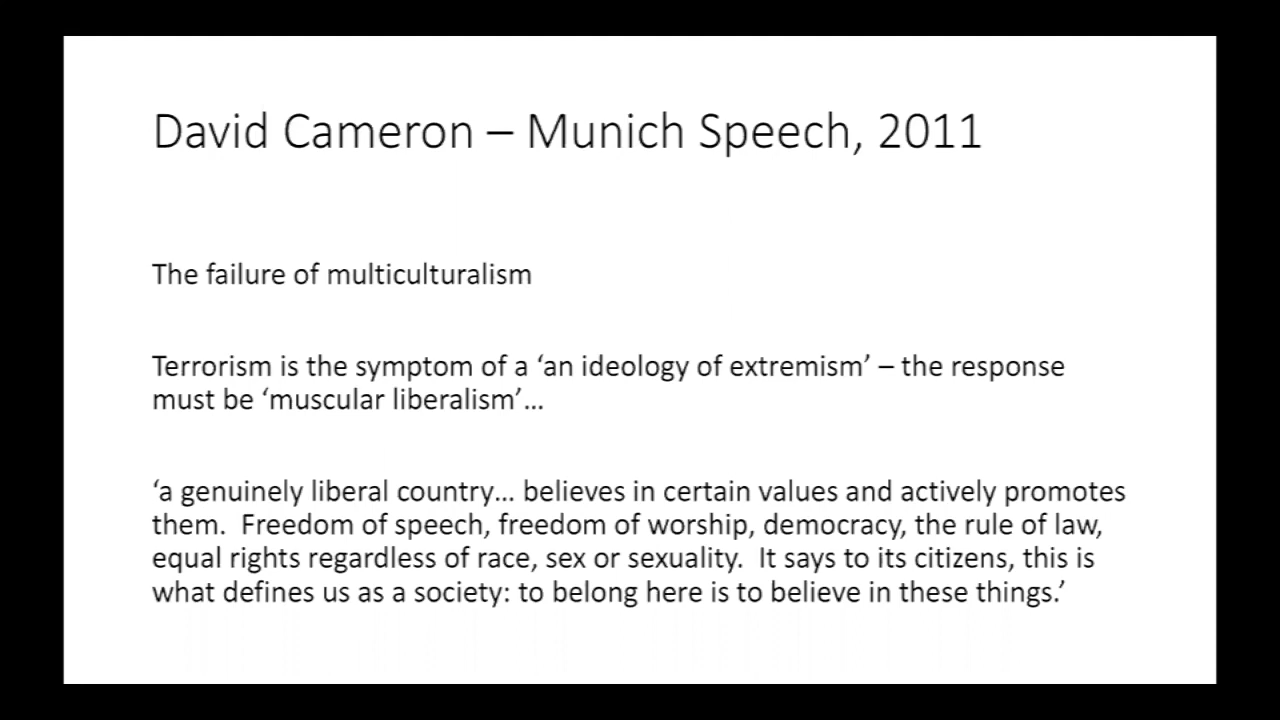 David Cameron – Munich Speech, 2011
The failure of multiculturalism
Terrorism is the symptom of a ‘an ideology of extremism’ – the response
must be ‘muscular liberalism’…
‘a genuinely liberal country… believes in certain values and actively promotes
them.  Freedom of speech, freedom of worship, democracy, the rule of law,
equal rights regardless of race, sex or sexuality.  It says to its citizens, this is
what defines us as a society: to belong here is to believe in these things.’